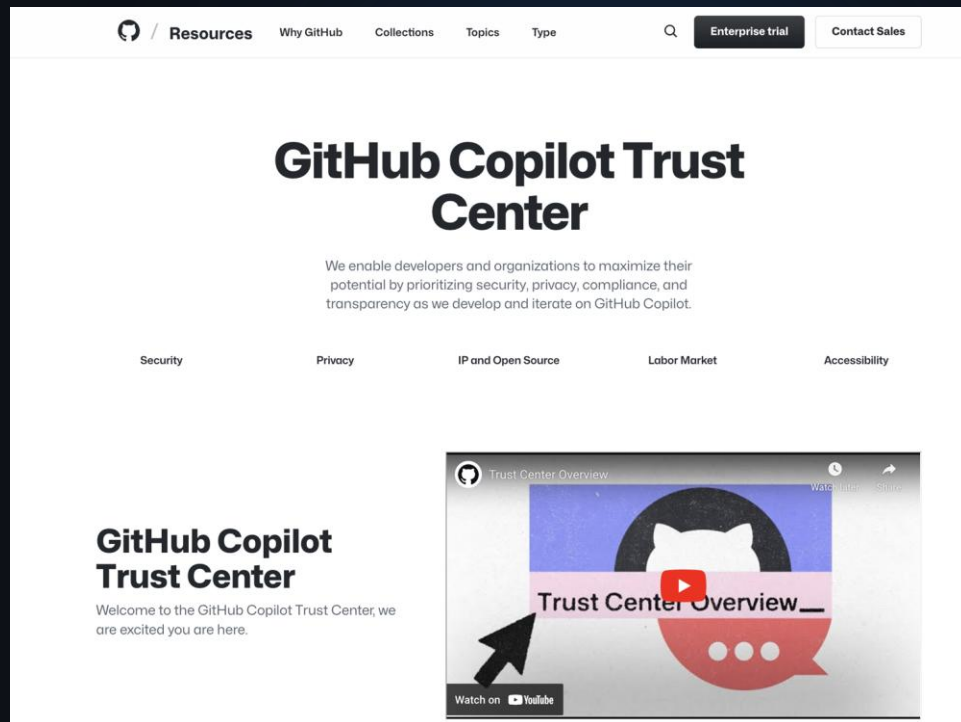 Resources
Why GitHub
Collections
Topics
Type
Enterprise trial
Contact Sales
GitHub Copilot Trust
Center
We enable developers and organizations to maximize their
potential by prioritizing security, privacy, compliance, and
transparency as we develop and iterate on GitHub Copilot.
Security
Privacy
IP and Open Source
Labor Market
Accessibility
GitHub Copilot
Trust Center
Welcome to the GitHub Copilot Trust Center, we
are excited you are here.
Trust Center Overview
Watch later
Share
Trust Center Overview__
Watch on YouTube